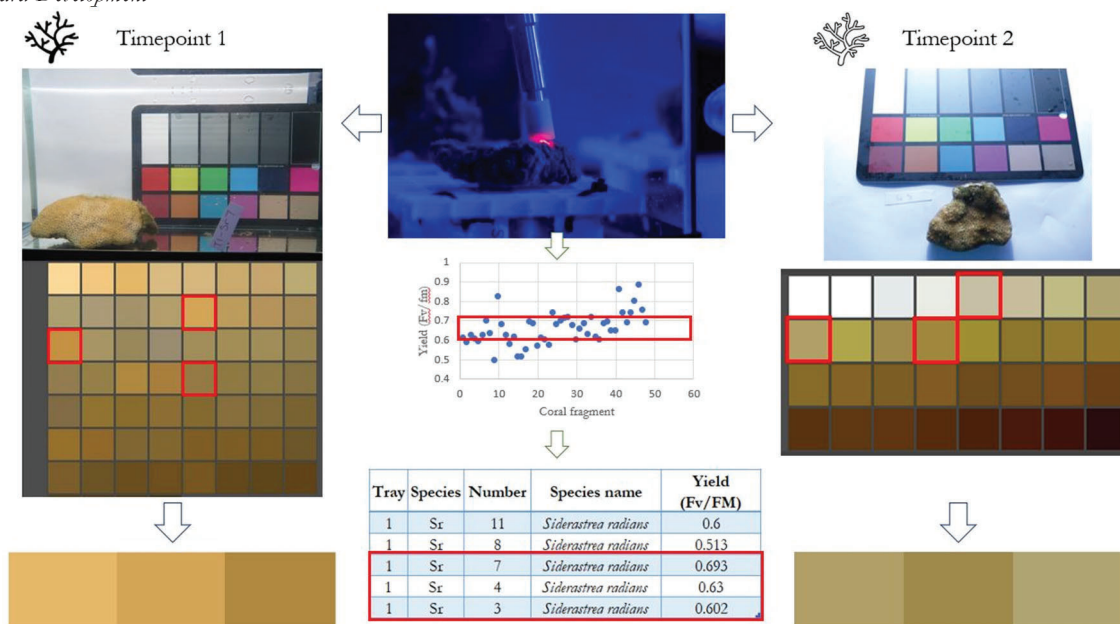 Timepoint 1
Timepoint 2
Yield (Fv/fm)
1
0.9
0.8
0.7
0.6
0.5
0.4
0 10 20 30 40 50 60
Coral fragment
Tray Species Number Species name Yield (Fv/FM)
1 Sr 11 Siderastrea radians 0.6
1 Sr 8 Siderastrea radians 0.513
1 Sr 7 Siderastrea radians 0.693
1 Sr 4 Siderastrea radians 0.63
1 Sr 3 Siderastrea radians 0.602